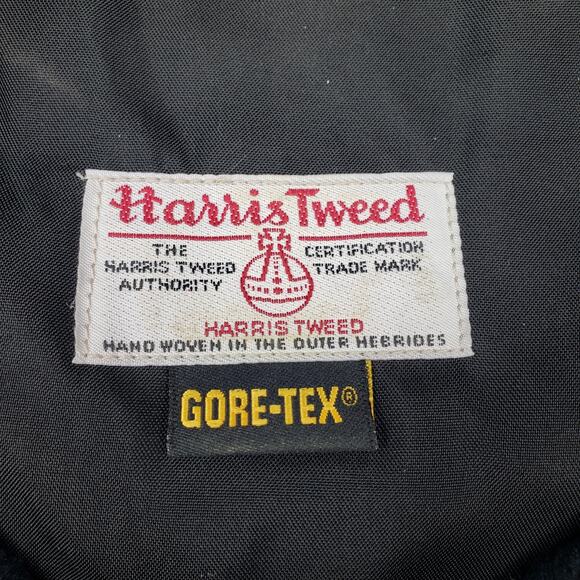 Harris Tweed
THE CERTIFICATION
HARRIS TWEED TRADE MARK
AUTHORITY
HARRIS TWEED
HAND WOVEN IN THE OUTER HEBRIDES
GORE-TEX®